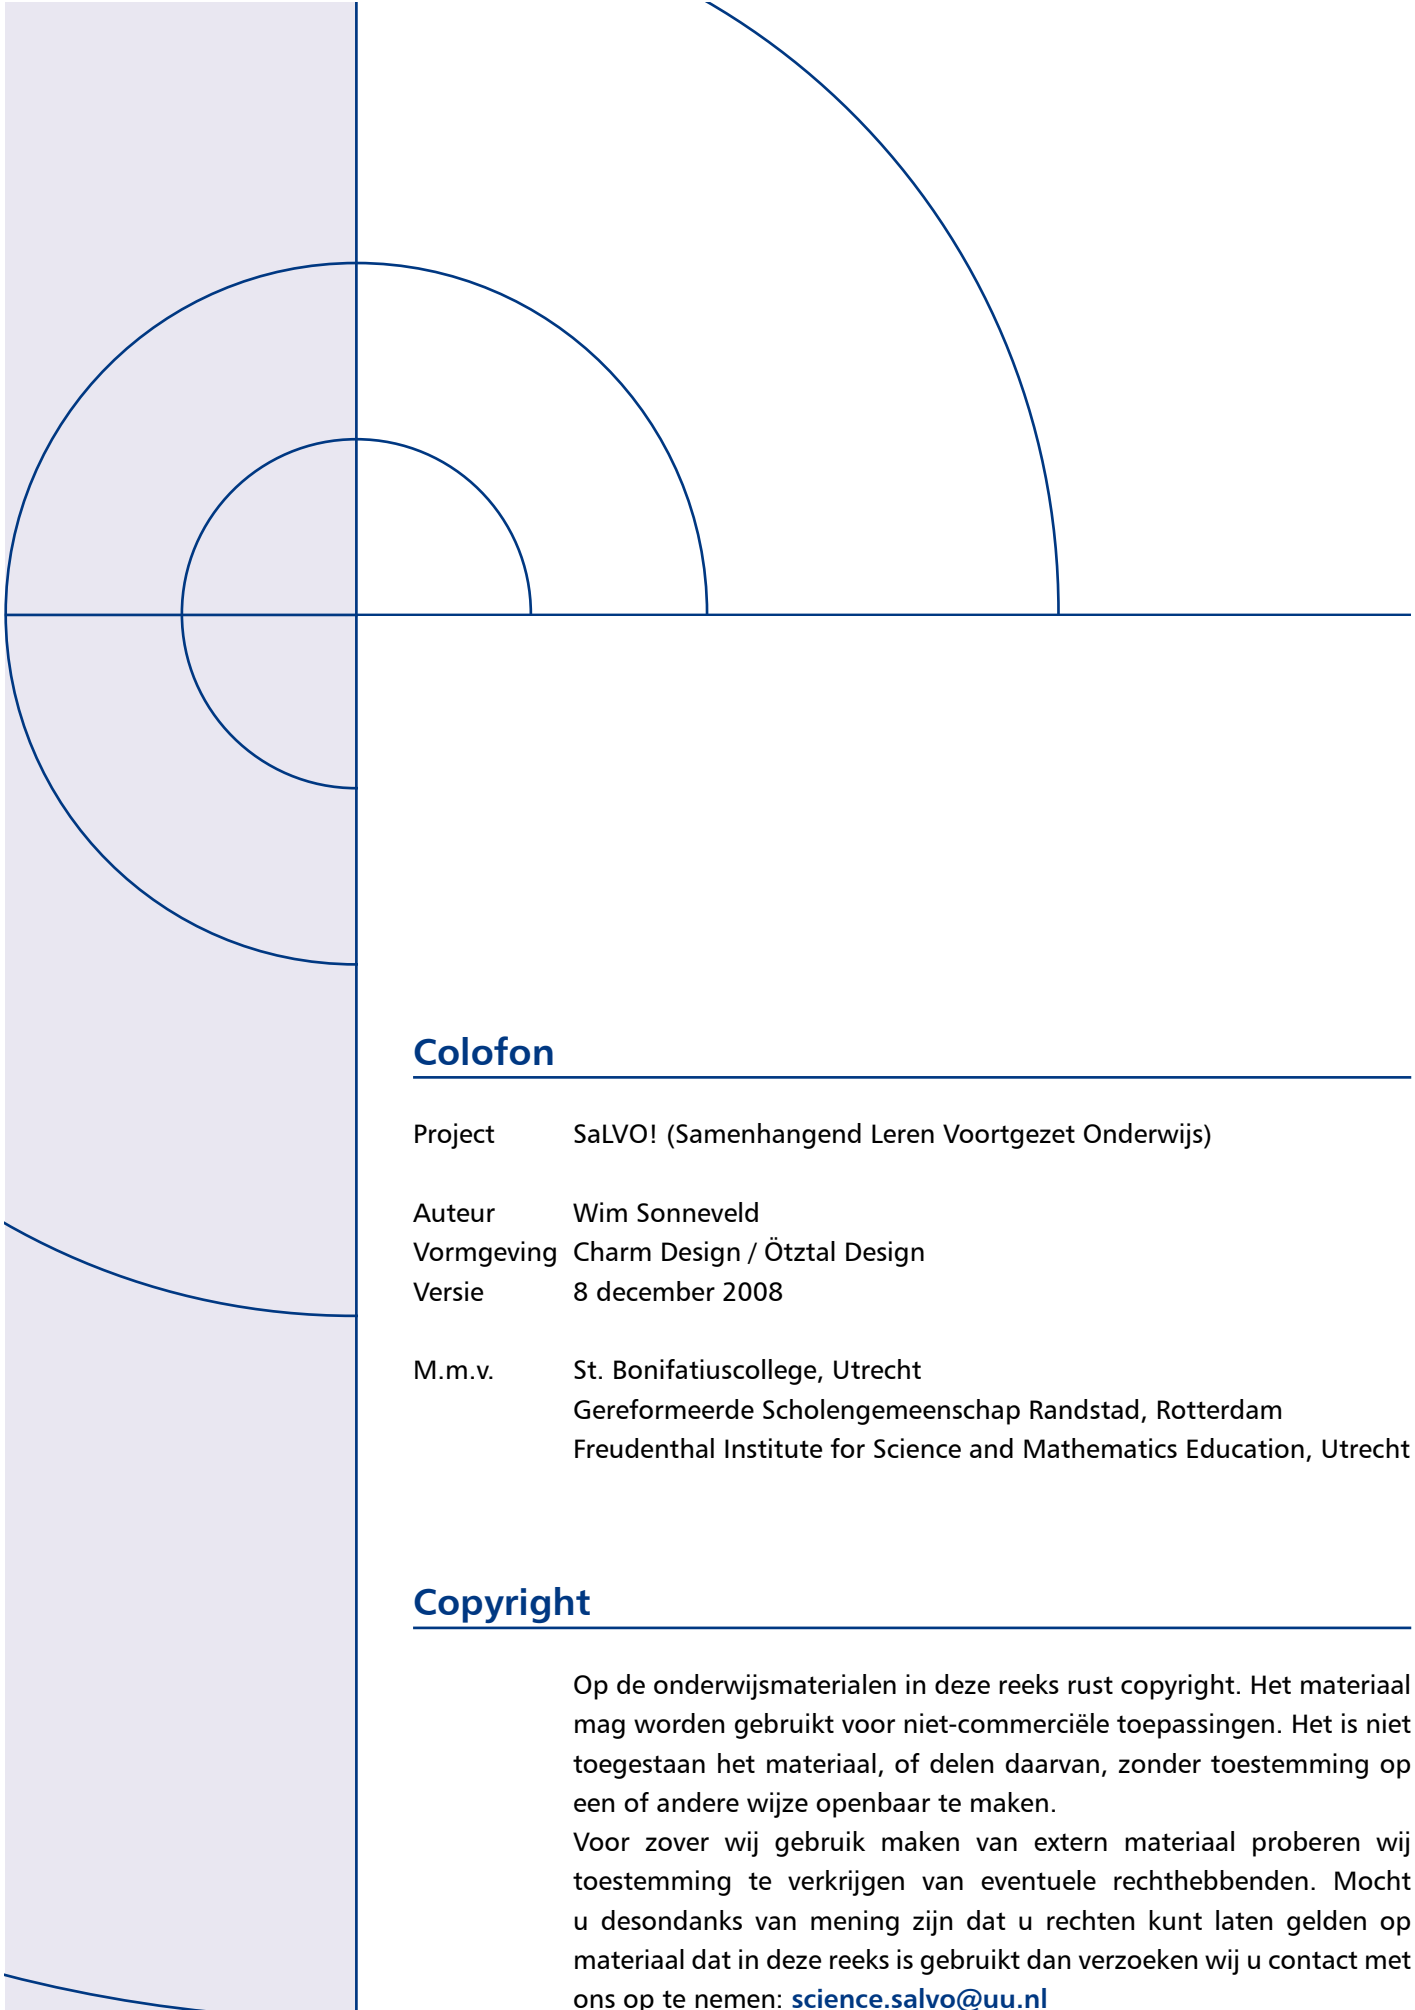 Colofon
Project SaLVO! (Samenhangend Leren Voortgezet Onderwijs)
Auteur Wim Sonneveld
Vormgeving Charm Design / Ötztal Design
Versie 8 december 2008
M.m.v. St. Bonifatiuscollege, Utrecht
Gereformeerde Scholengemeenschap Randstad, Rotterdam
Freudenthal Institute for Science and Mathematics Education, Utrecht
Copyright
Op de onderwijsmaterialen in deze reeks rust copyright. Het materiaal
mag worden gebruikt voor niet-commerciële toepassingen. Het is niet
toegestaan het materiaal, of delen daarvan, zonder toestemming op
een of andere wijze openbaar te maken.
Voor zover wij gebruik maken van extern materiaal proberen wij
toestemming te verkrijgen van eventuele rechthebbenden. Mocht
u desondanks van mening zijn dat u rechten kunt laten gelden op
materiaal dat in deze reeks is gebruikt dan verzoeken wij u contact met
ons op te nemen: science.salvo@uu.nl